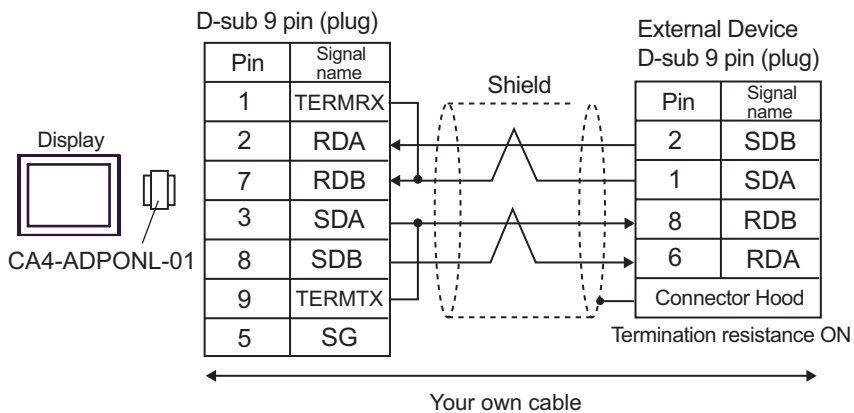 D-sub 9 pin (plug)
External Device
D-sub 9 pin (plug)
Display
CA4-ADPONL-01
Pin Signal name
1 TERMRX
2 RDA
7 RDB
3 SDA
8 SDB
9 TERMTX
5 SG
Shield
Pin Signal name
2 SDB
1 SDA
8 RDB
6 RDA
Connector Hood
Termination resistance ON
Your own cable